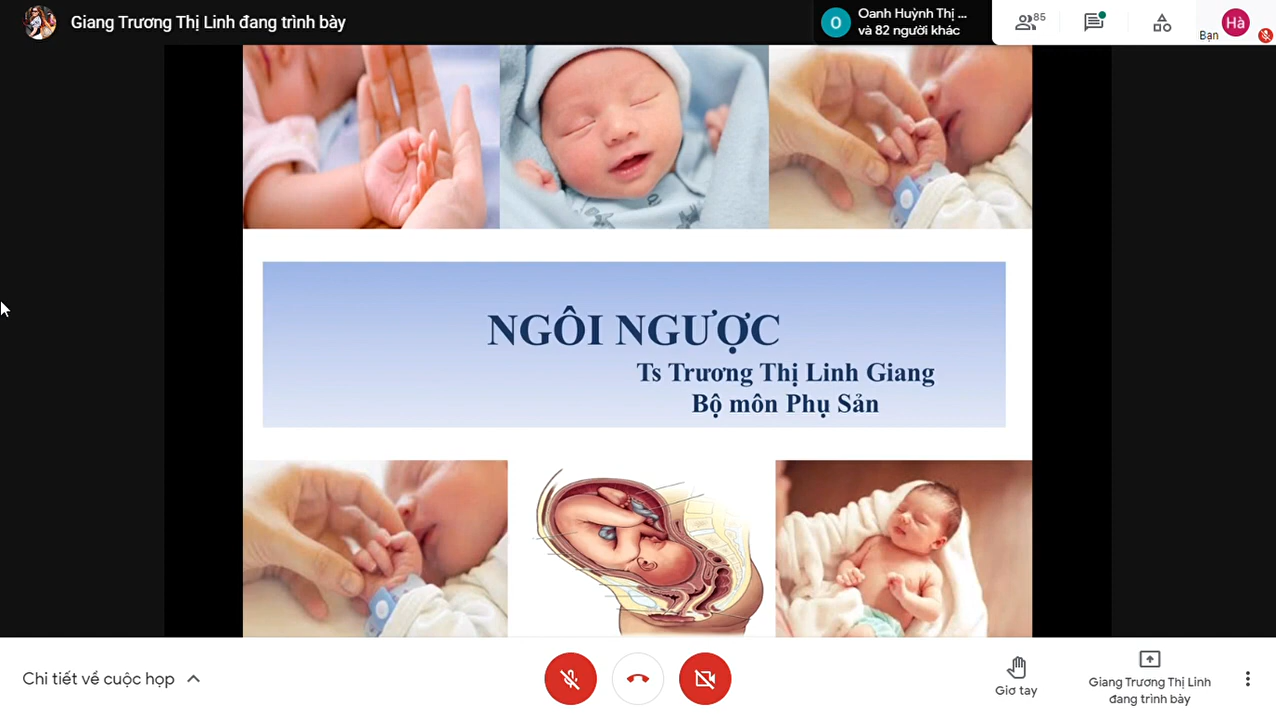 Giang Trương Thị Linh đang trình bày
O
Oanh Huỳnh Thị ...
và 82 người khác
85
Bạn
Hà
NGÔI NGƯỢC
Ts Trương Thị Linh Giang
Bộ môn Phụ Sản
Chi tiết về cuộc họp
Giơ tay
Giang Trương Thị Linh
đang trình bày